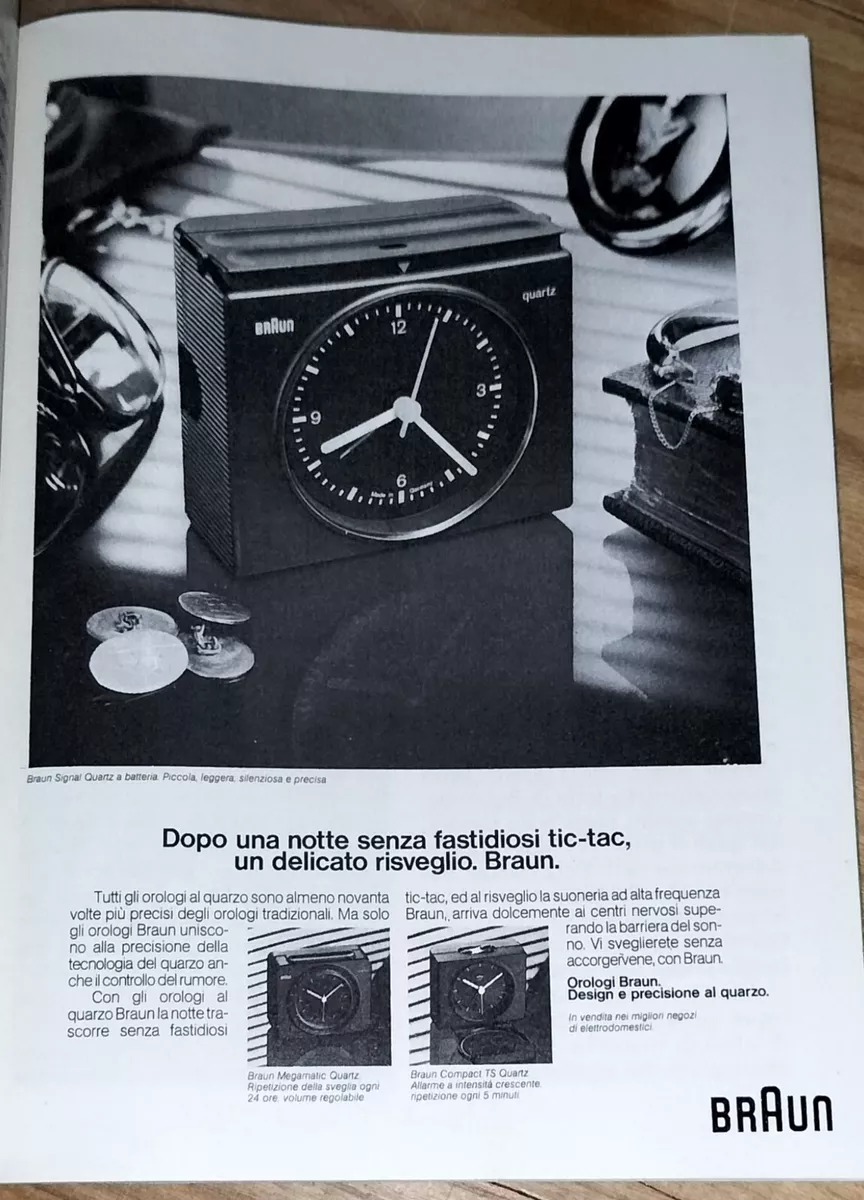 BRAUN
quartz
12
3
9
6
Made in Germany
Braun Signal Quartz a batteria. Piccola, leggera, silenziosa e precisa
Dopo una notte senza fastidiosi tic-tac,
un delicato risveglio. Braun.
Tutti gli orologi al quarzo sono almeno novanta
volte più precisi degli orologi tradizionali. Ma solo
gli orologi Braun unisco-
no alla precisione della
tecnologia del quarzo an-
che il controllo del rumore.
Con gli orologi al
quarzo Braun la notte tra-
scorre senza fastidiosi
tic-tac, ed al risveglio la suoneria ad alta frequenza
Braun, arriva dolcemente ai centri nervosi supe-
rando la barriera del son-
no. Vi sveglierete senza
accorgervene, con Braun.
Orologi Braun.
Design e precisione al quarzo.
In vendita nei migliori negozi
di elettrodomestici.
Braun Megamatic Quartz.
Ripetizione della sveglia ogni
24 ore, volume regolabile
Braun Compact TS Quartz.
Allarme a intensità crescente,
ripetizione ogni 5 minuti
BRAUN